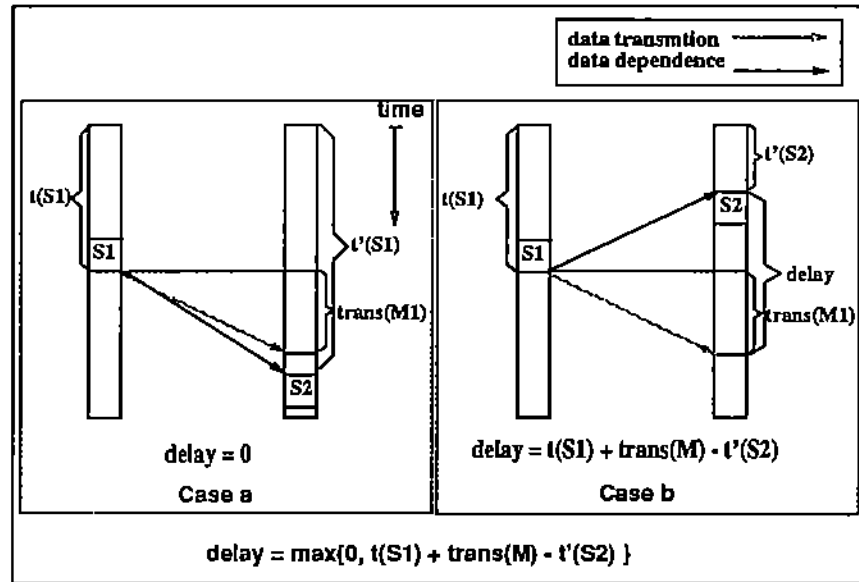 data transmtion
data dependence
time
t(S1)
S1
t'(S1)
trans(M1)
S2
delay = 0
Case a
t'(S2)
t(S1)
S2
S1
delay
trans(M1)
delay = t(S1) + trans(M) - t'(S2)
Case b
delay = max{0, t(S1) + trans(M) - t'(S2) }